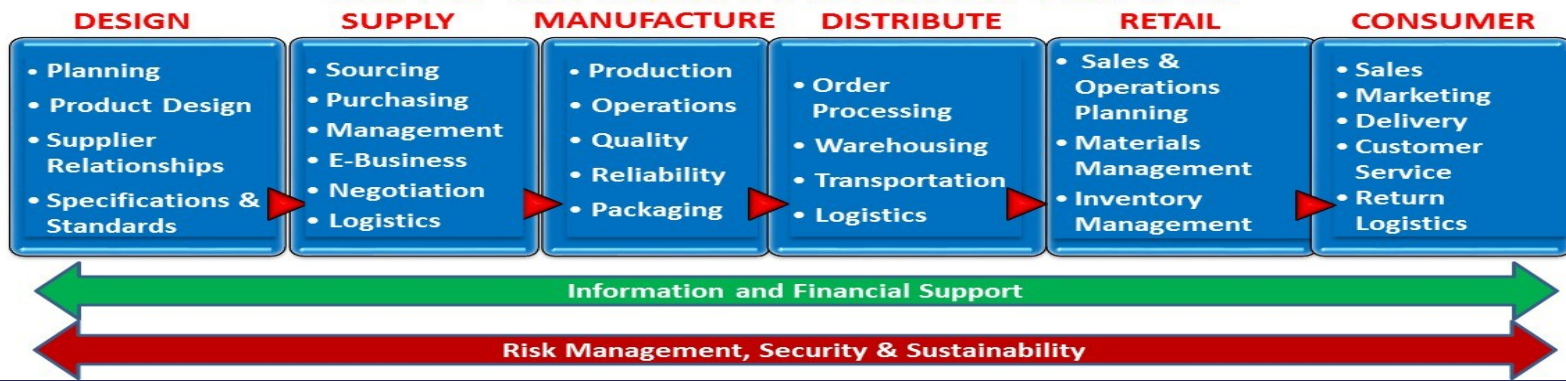 DESIGN
• Planning
• Product Design
• Supplier
Relationships
• Specifications &
Standards
SUPPLY
• Sourcing
• Purchasing
• Management
• E-Business
• Negotiation
• Logistics
MANUFACTURE
• Production
• Operations
• Quality
• Reliability
• Packaging
DISTRIBUTE
• Order
Processing
• Warehousing
• Transportation
• Logistics
RETAIL
• Sales &
Operations
Planning
• Materials
Management
• Inventory
Management
CONSUMER
• Sales
• Marketing
• Delivery
• Customer
Service
• Return
Logistics
Information and Financial Support
Risk Management, Security & Sustainability